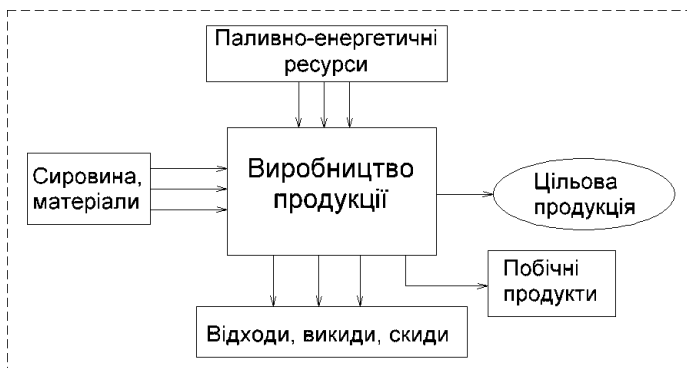 Паливно-енергетичні
ресурси
Сировина,
матеріали
Виробництво
продукції
Цільова
продукція
Побічні
продукти
Відходи, викиди, скиди